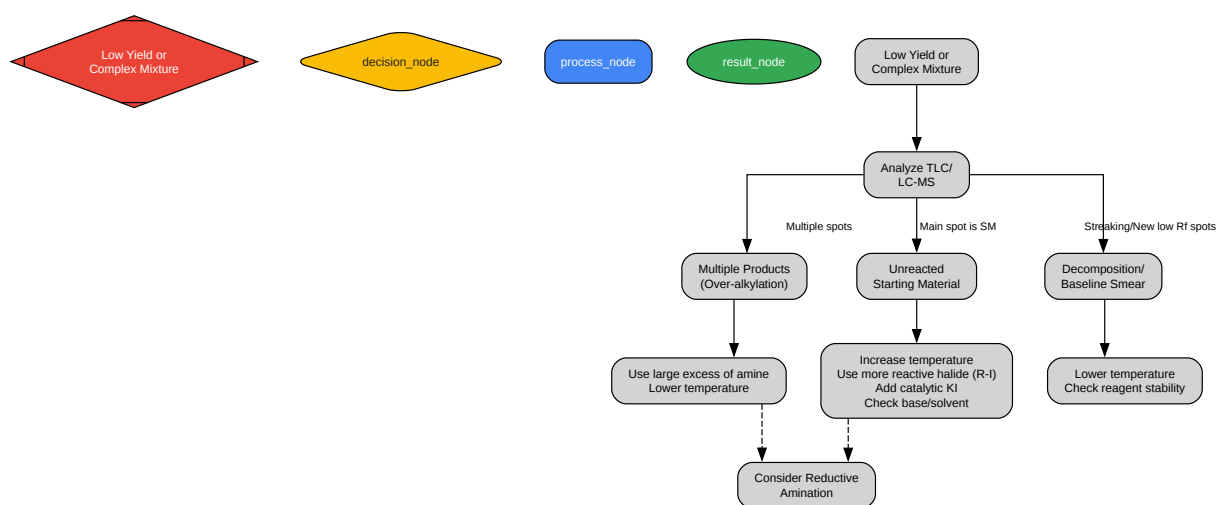 Low Yield or
Complex Mixture
decision_node
process_node
result_node
Low Yield or
Complex Mixture
Analyze TLC/
LC-MS
Multiple spots
Main spot is SM
Streaking/New low Rf spots
Multiple Products
(Over-alkylation)
Unreacted
Starting Material
Decomposition/
Baseline Smear
Use large excess of amine
Lower temperature
Increase temperature
Use more reactive halide (R-I)
Add catalytic KI
Check base/solvent
Lower temperature
Check reagent stability
Consider Reductive
Amination